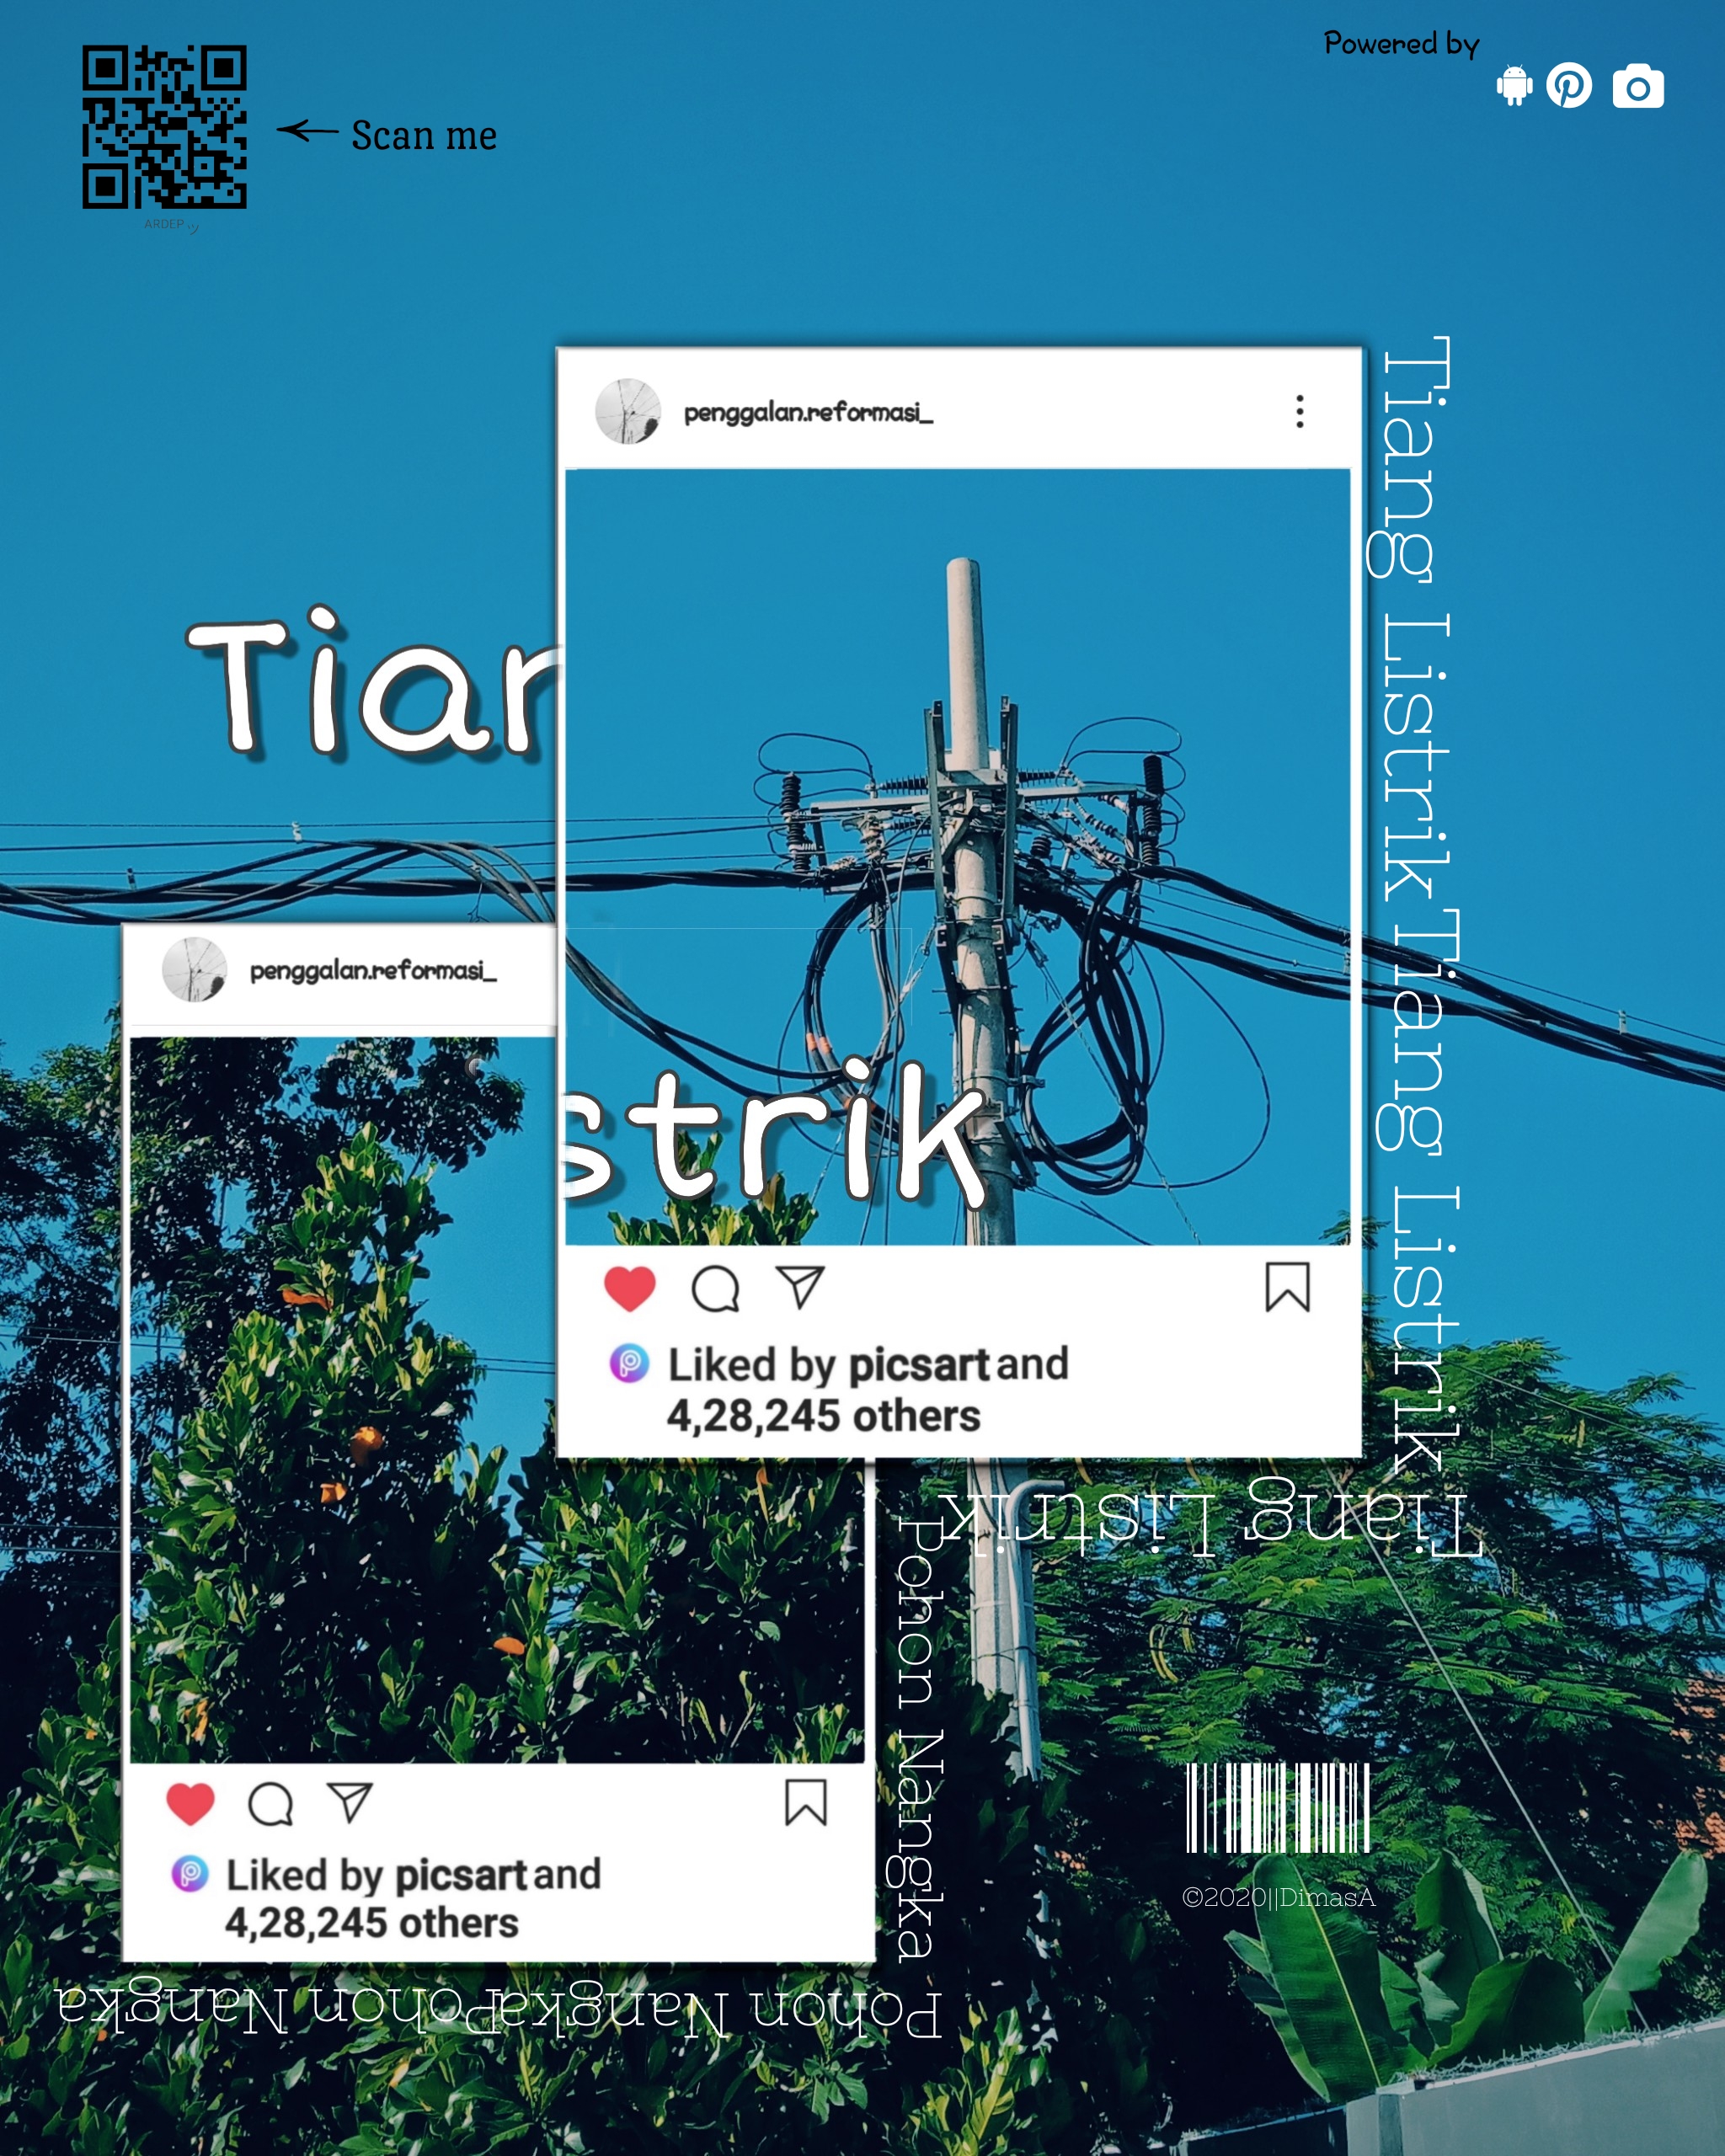 Powered by
Scan me
ARDEP ツ
penggalan.reformasi_
Tian
strik
Liked by picsart and
4,28,245 others
Tiang Listrik Tiang Listrik
Tiang Listrik
penggalan.reformasi_
Liked by picsart and
4,28,245 others
Pohon Nangka
Pohon Nangka Pohon Nangka
©2020||DimasA